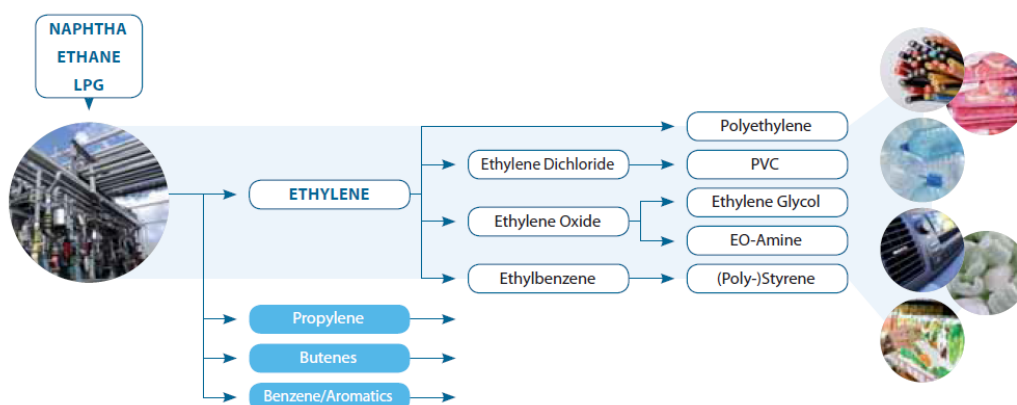 NAPHTHA
ETHANE
LPG
Polyethylene
Ethylene Dichloride
PVC
ETHYLENE
Ethylene Glycol
Ethylene Oxide
EO-Amine
Ethylbenzene
(Poly-)Styrene
Propylene
Butenes
Benzene/Aromatics